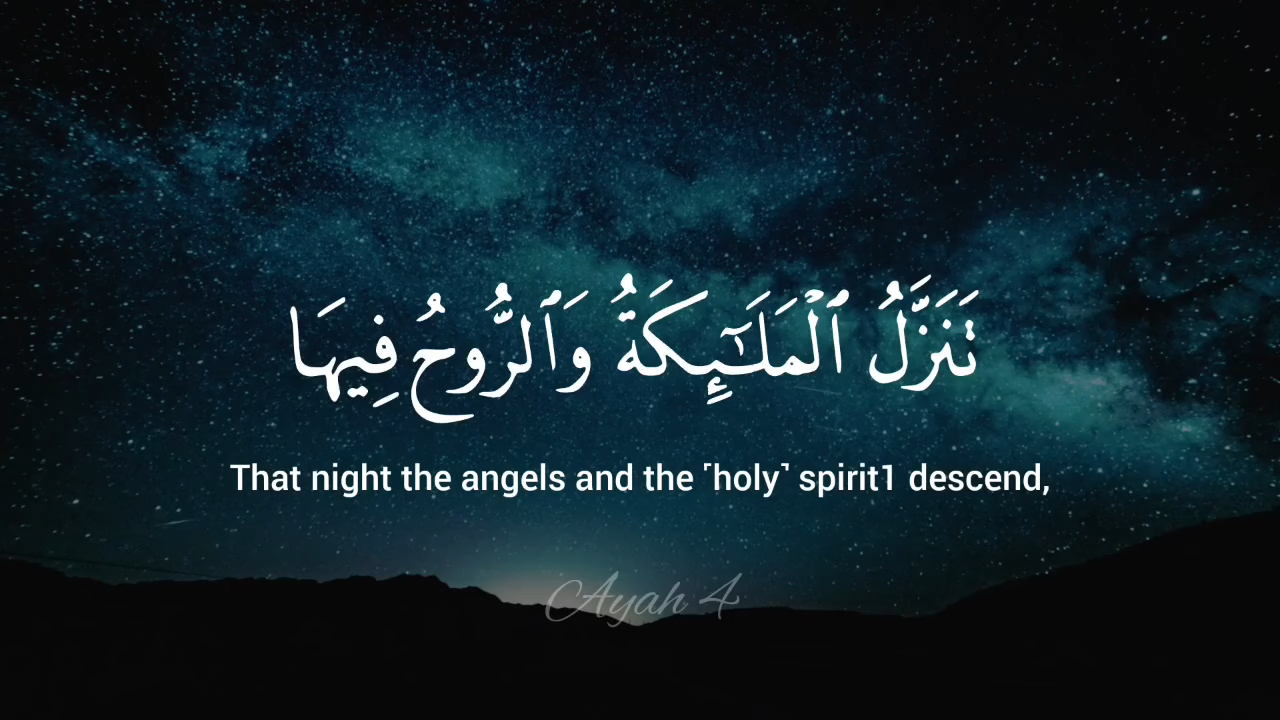 تَنَزَّلُ ٱلْمَلَـٰٓئِكَةُ وَٱلرُّوحُ فِيهَا
That night the angels and the ˹holy˺ spirit1 descend,
Ayah 4